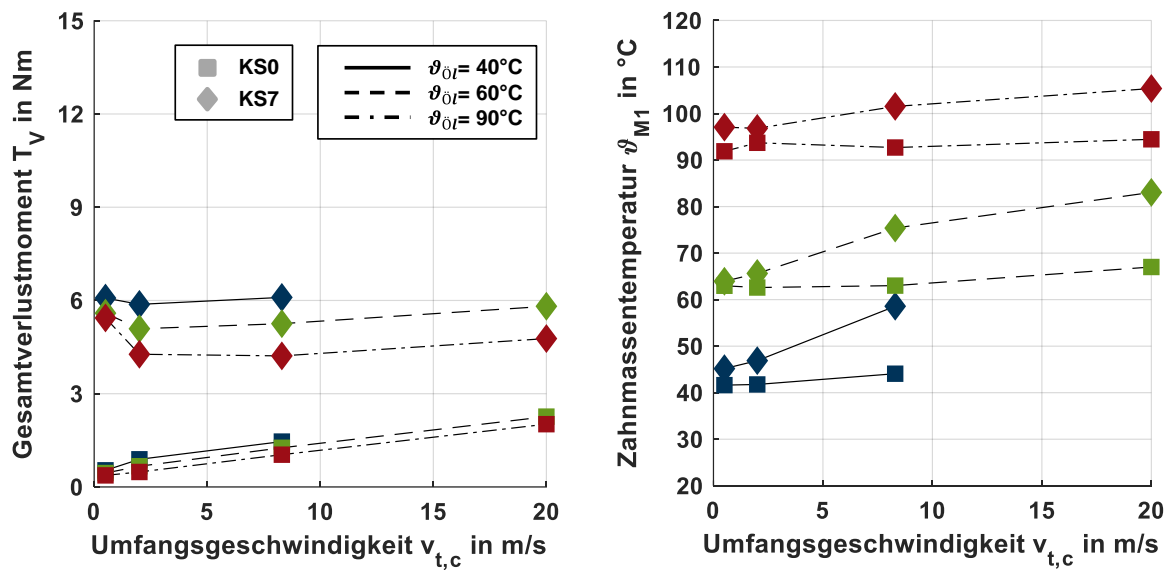 Gesamtverlustmoment T_V in Nm
15
12
9
6
3
0
KS0
KS7
ϑ_Öl= 40°C
ϑ_Öl= 60°C
ϑ_Öl= 90°C
0 5 10 15 20
Umfangsgeschwindigkeit v_t,c in m/s
Zahnmassentemperatur ϑ_M1 in °C
120
110
100
90
80
70
60
50
40
30
20
0 5 10 15 20
Umfangsgeschwindigkeit v_t,c in m/s